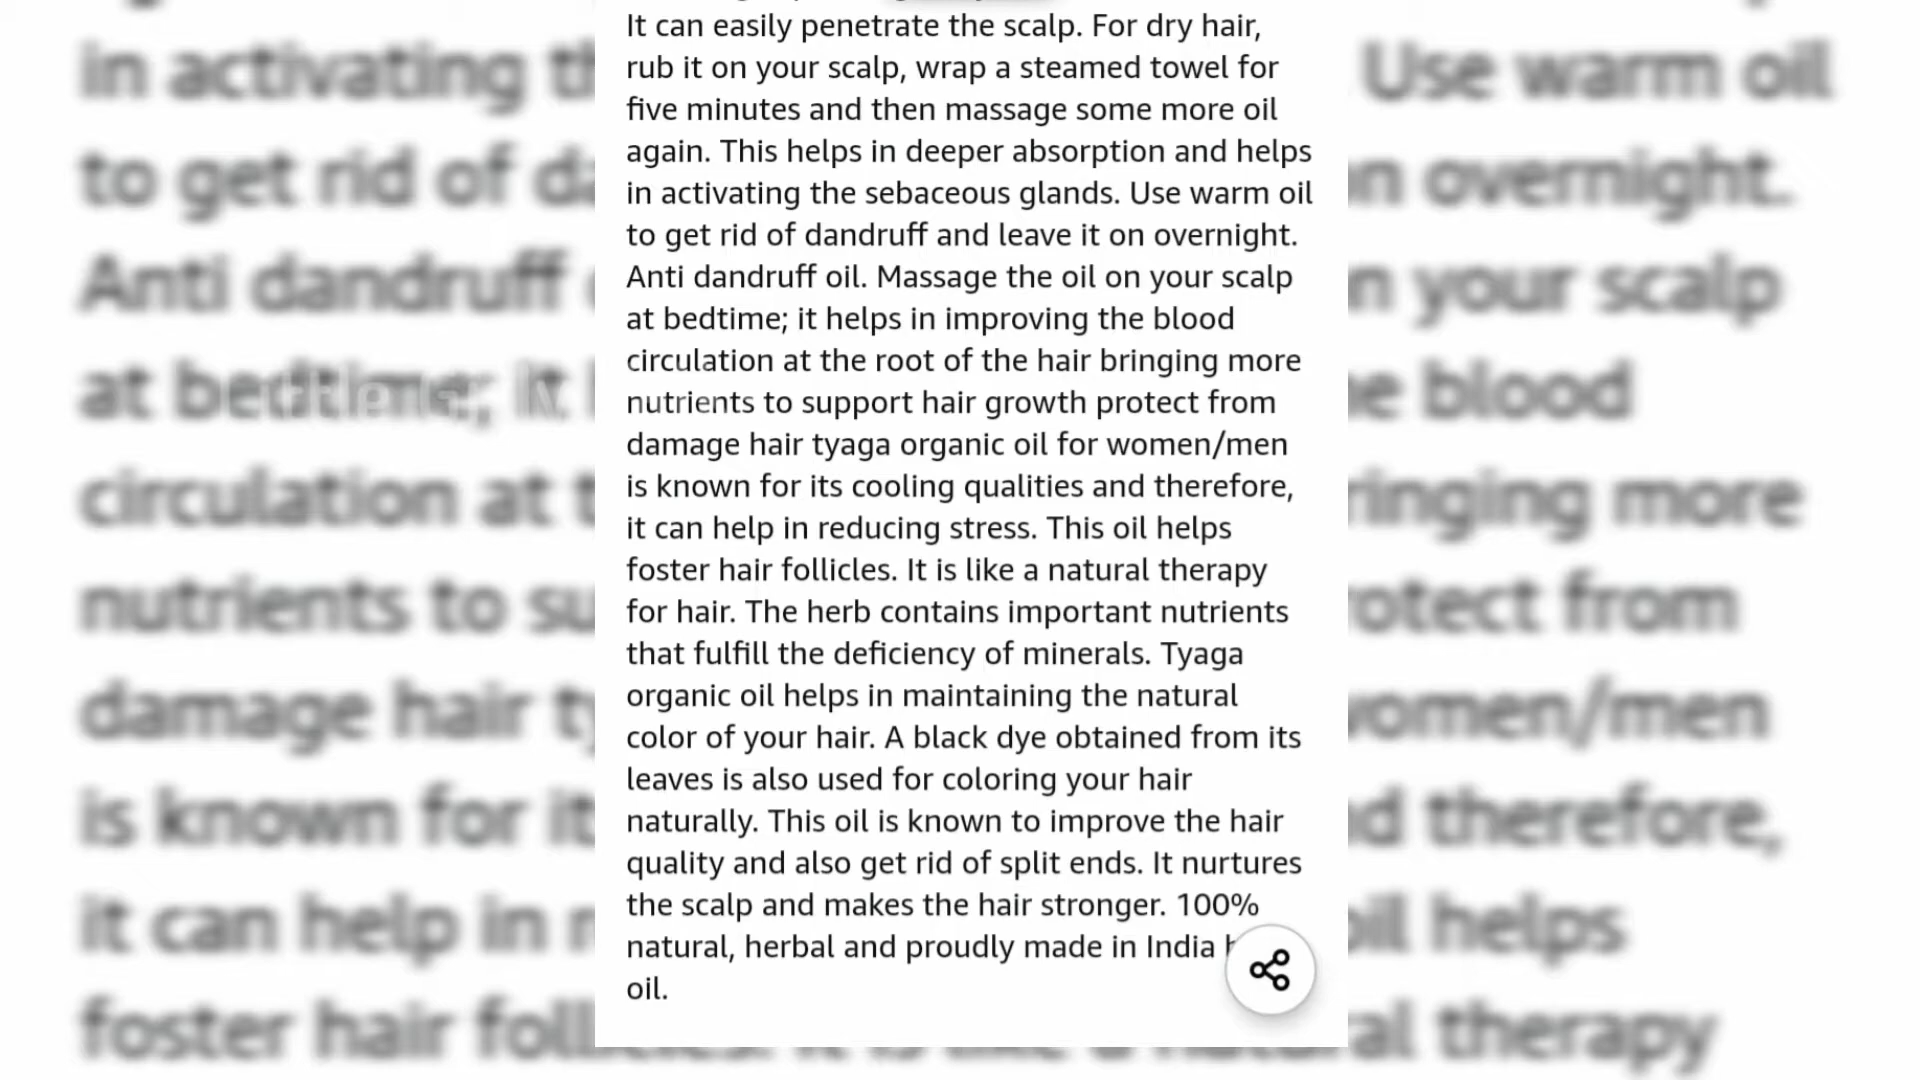 It can easily penetrate the scalp. For dry hair,
rub it on your scalp, wrap a steamed towel for
five minutes and then massage some more oil
again. This helps in deeper absorption and helps
in activating the sebaceous glands. Use warm oil
to get rid of dandruff and leave it on overnight.
Anti dandruff oil. Massage the oil on your scalp
at bedtime; it helps in improving the blood
circulation at the root of the hair bringing more
nutrients to support hair growth protect from
damage hair tyaga organic oil for women/men
is known for its cooling qualities and therefore,
it can help in reducing stress. This oil helps
foster hair follicles. It is like a natural therapy
for hair. The herb contains important nutrients
that fulfill the deficiency of minerals. Tyaga
organic oil helps in maintaining the natural
color of your hair. A black dye obtained from its
leaves is also used for coloring your hair
naturally. This oil is known to improve the hair
quality and also get rid of split ends. It nurtures
the scalp and makes the hair stronger. 100%
natural, herbal and proudly made in India
oil.